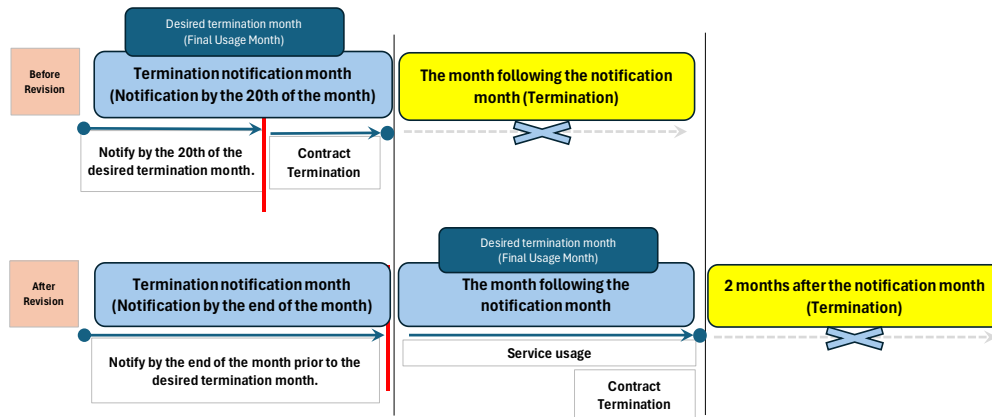 Desired termination month
(Final Usage Month)
Before
Revision
Termination notification month
(Notification by the 20th of the month)
The month following the notification
month (Termination)
Notify by the 20th of the
desired termination month.
Contract
Termination
Desired termination month
(Final Usage Month)
After
Revision
Termination notification month
(Notification by the end of the month)
The month following the
notification month
2 months after the notification month
(Termination)
Notify by the end of the month prior to the
desired termination month.
Service usage
Contract
Termination